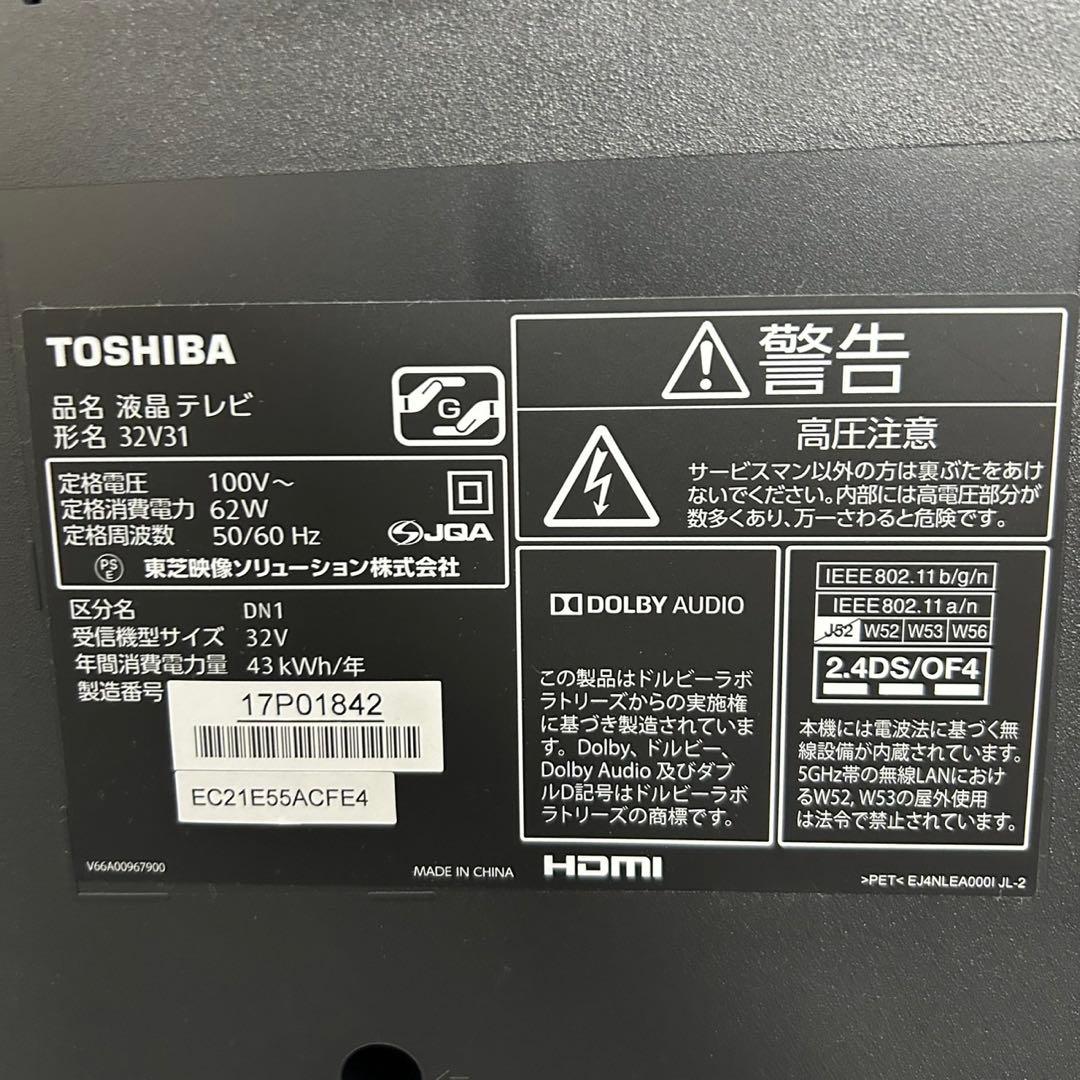 TOSHIBA
品名 液晶テレビ
形名 32V31
G
定格電圧 100V～
定格消費電力 62W
定格周波数 50/60 Hz
JQA
PSE 東芝映像ソリューション株式会社
区分名 DN1
受信機型サイズ 32V
年間消費電力量 43 kWh/年
製造番号
17P01842
EC21E55ACFE4
V66A00967900
MADE IN CHINA
警告
高圧注意
サービスマン以外の方は裏ぶたをあけ
ないでください。内部には高電圧部分が
数多くあり、万一さわると危険です。
DOLBY AUDIO
この製品はドルビーラボ
ラトリーズからの実施権
に基づき製造されていま
す。Dolby、ドルビー、
Dolby Audio 及びダブ
ルD記号はドルビーラボ
ラトリーズの商標です。
HDMI
IEEE802.11b/g/n
IEEE802.11a/n
J52 W52 W53 W56
2.4DS/OF4
本機には電波法に基づく無
線設備が内蔵されています。
5GHz帯の無線LANにおけ
るW52, W53の屋外使用
は法令で禁止されています。
>PET< EJ4NLEA000I JL-2